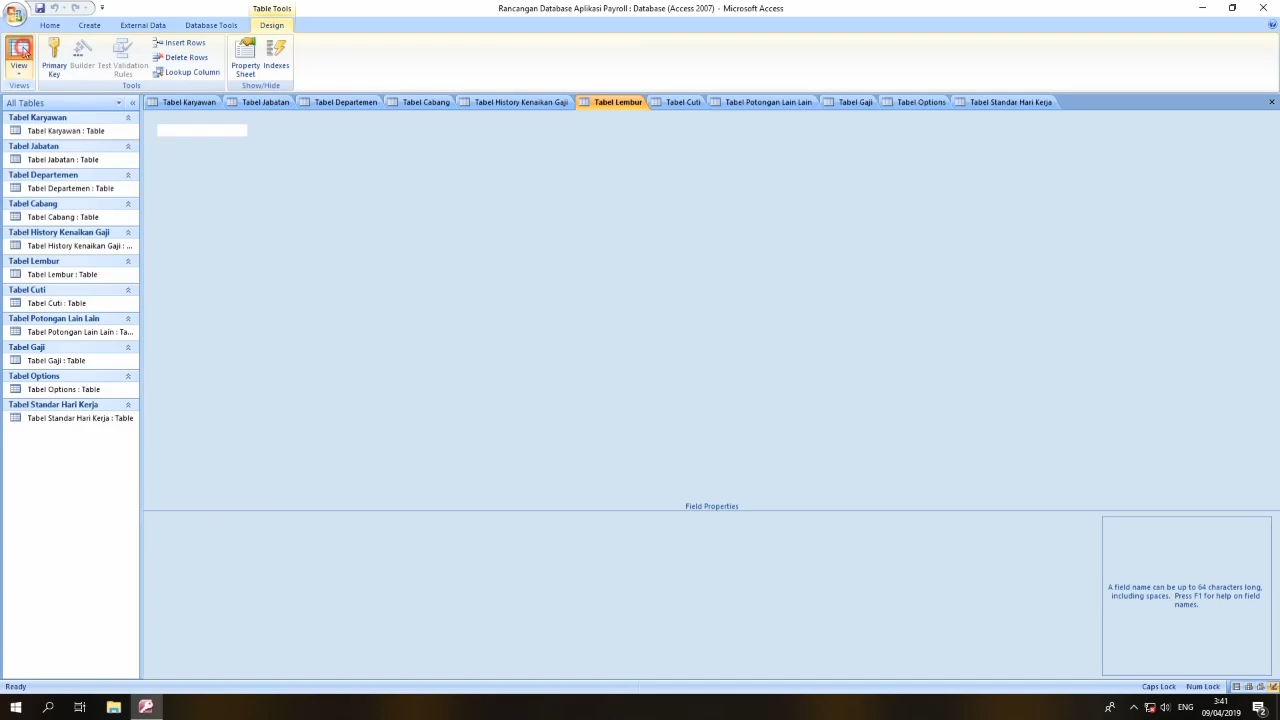 Table Tools
Rancangan Database Aplikasi Payroll : Database (Access 2007) - Microsoft Access
Home
Create
External Data
Database Tools
Design
View
Primary
Key
Builder
Test Validation
Rules
Insert Rows
Delete Rows
Lookup Column
Property
Sheet
Indexes
Views
Tools
Show/Hide
All Tables
Tabel Karyawan
Tabel Jabatan
Tabel Departemen
Tabel Cabang
Tabel History Kenaikan Gaji
Tabel Lembur
Tabel Cuti
Tabel Potongan Lain Lain
Tabel Gaji
Tabel Options
Tabel Standar Hari Kerja
Tabel Karyawan
Tabel Karyawan : Table
Tabel Jabatan
Tabel Jabatan : Table
Tabel Departemen
Tabel Departemen : Table
Tabel Cabang
Tabel Cabang : Table
Tabel History Kenaikan Gaji
Tabel History Kenaikan Gaji : ...
Tabel Lembur
Tabel Lembur : Table
Tabel Cuti
Tabel Cuti : Table
Tabel Potongan Lain Lain
Tabel Potongan Lain Lain : Ta...
Tabel Gaji
Tabel Gaji : Table
Tabel Options
Tabel Options : Table
Tabel Standar Hari Kerja
Tabel Standar Hari Kerja : Table
Field Properties
A field name can be up to 64 characters long,
including spaces. Press F1 for help on field
names.
Ready
Caps Lock
Num Lock
ENG
3:41
09/04/2019
2